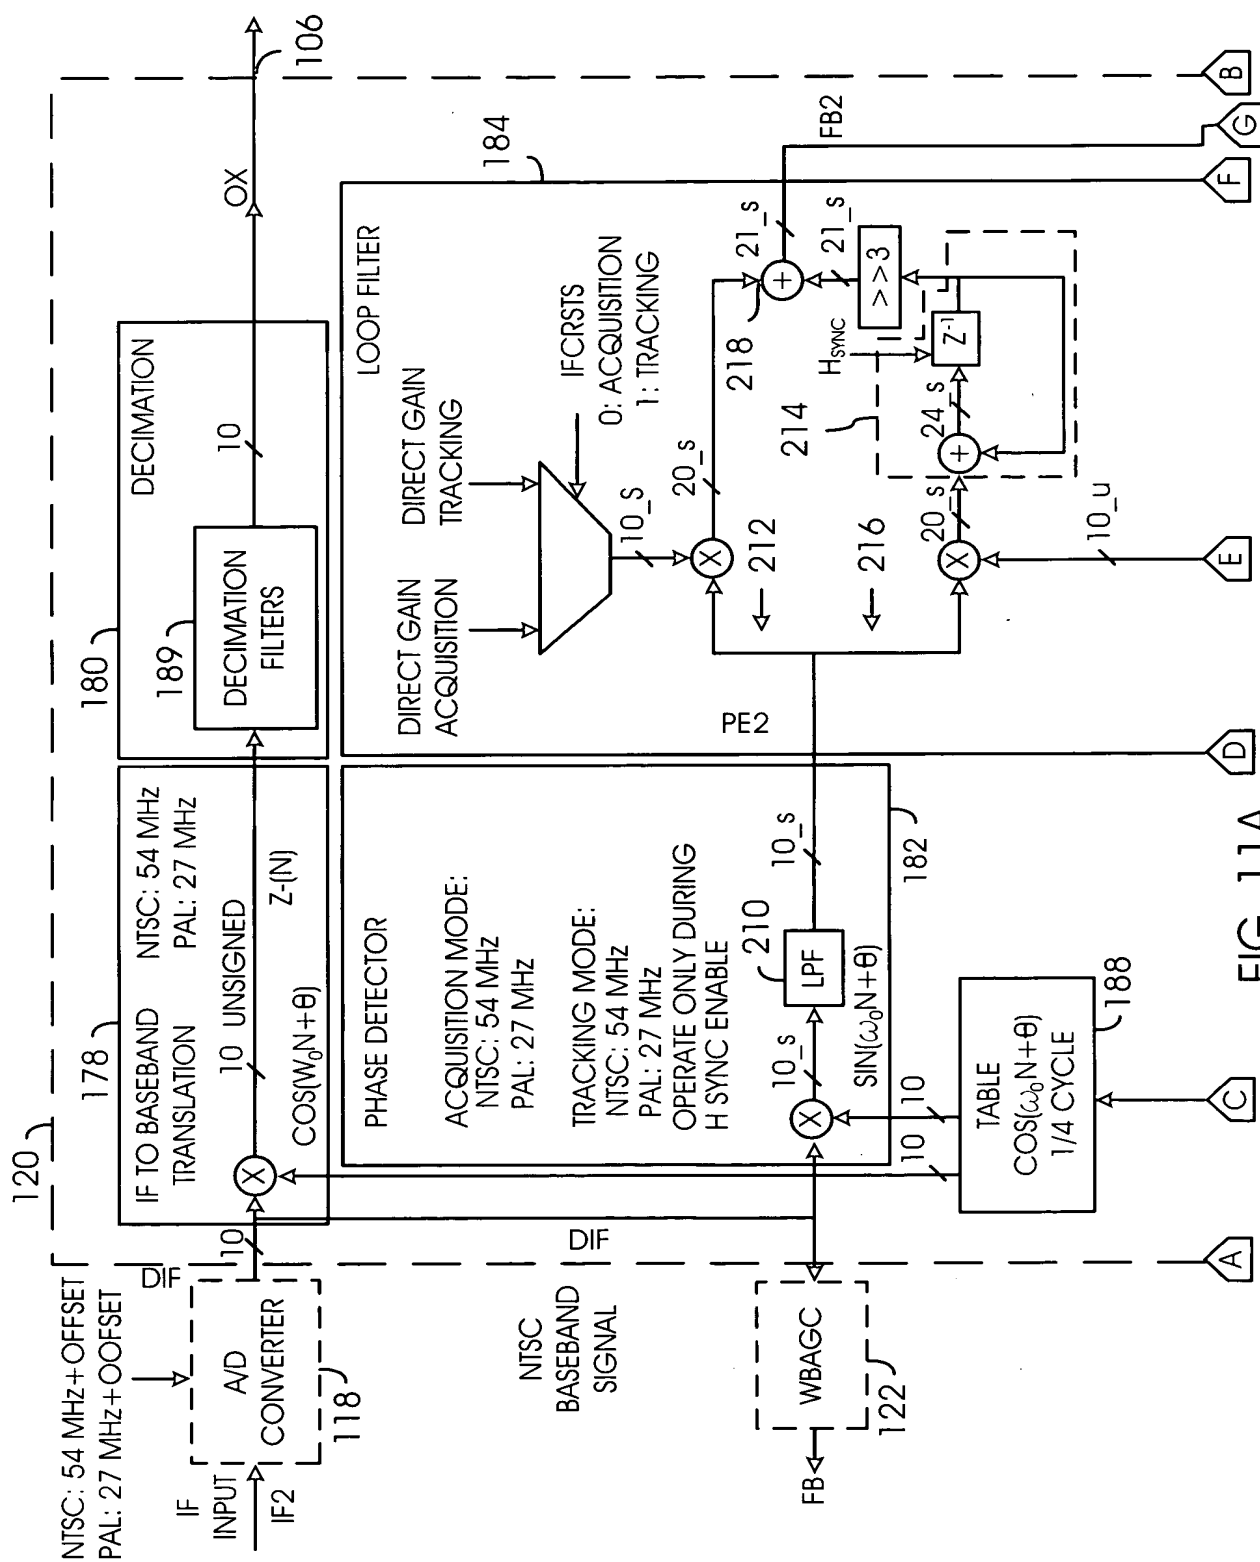 NTSC: 54 MHz+OFFSET
PAL: 27 MHz+OOFSET
IF
INPUT
IF2
A/D
CONVERTER
118
DIF
10
120
178
IF TO BASEBAND
TRANSLATION
NTSC: 54 MHz
PAL: 27 MHz
X
10 UNSIGNED
COS(W₀N+θ)
Z-(N)
180
DECIMATION
189
DECIMATION
FILTERS
10
OX
106
DIF
NTSC
BASEBAND
SIGNAL
FB
WBAGC
122
PHASE DETECTOR
ACQUISITION MODE:
NTSC: 54 MHz
PAL: 27 MHz
TRACKING MODE:
NTSC: 54 MHz
PAL: 27 MHz
OPERATE ONLY DURING
H SYNC ENABLE
X
10_s
LPF
210
10_s
SIN(ω₀N+θ)
182
10
10
TABLE
COS(ω₀N+θ)
1/4 CYCLE
188
PE2
LOOP FILTER
184
DIRECT GAIN
ACQUISITION
DIRECT GAIN
TRACKING
IFCRSTS
0: ACQUISITION
1: TRACKING
10_S
X
20_s
212
216
218
+
21_s
FB2
21_s
> > 3
HSYNC
214
X
20_s
+
24_s
Z⁻¹
10_u
A
C
D
E
F
G
B
FIG. 11A